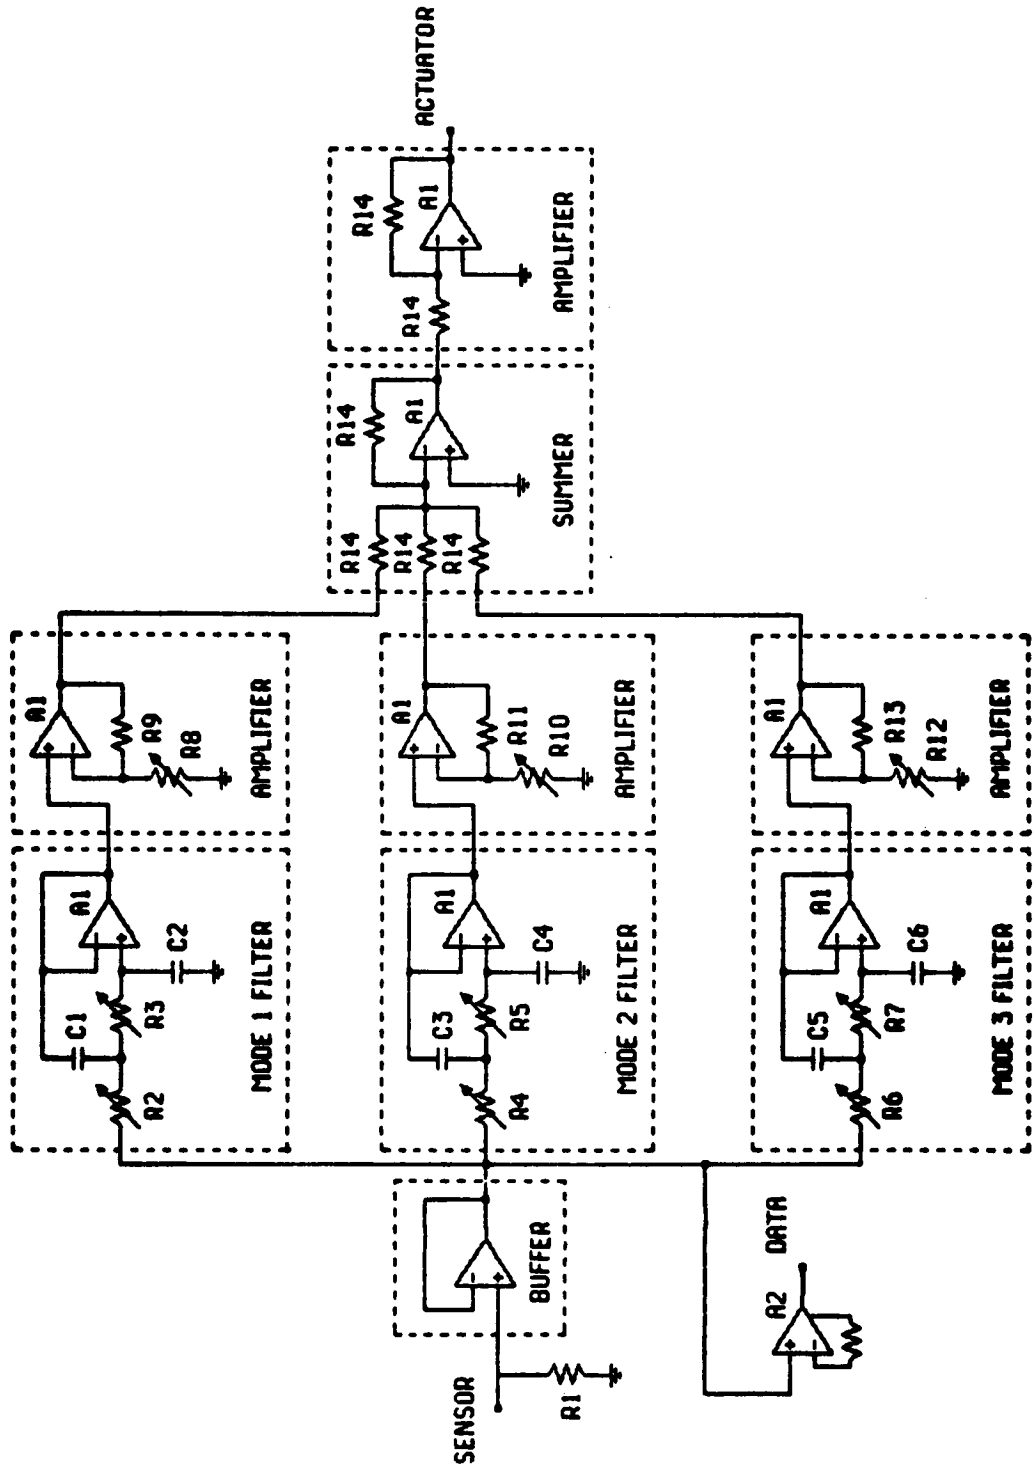 SENSOR
R1
BUFFER
A2
DATA
R2
C1
R3
C2
A1
MODE 1 FILTER
R4
C3
R5
C4
A1
MODE 2 FILTER
R6
C5
R7
C6
A1
MODE 3 FILTER
A1
R9
R8
AMPLIFIER
A1
R11
R10
AMPLIFIER
A1
R13
R12
AMPLIFIER
R14
R14
R14
R14
A1
SUMMER
R14
R14
A1
AMPLIFIER
ACTUATOR